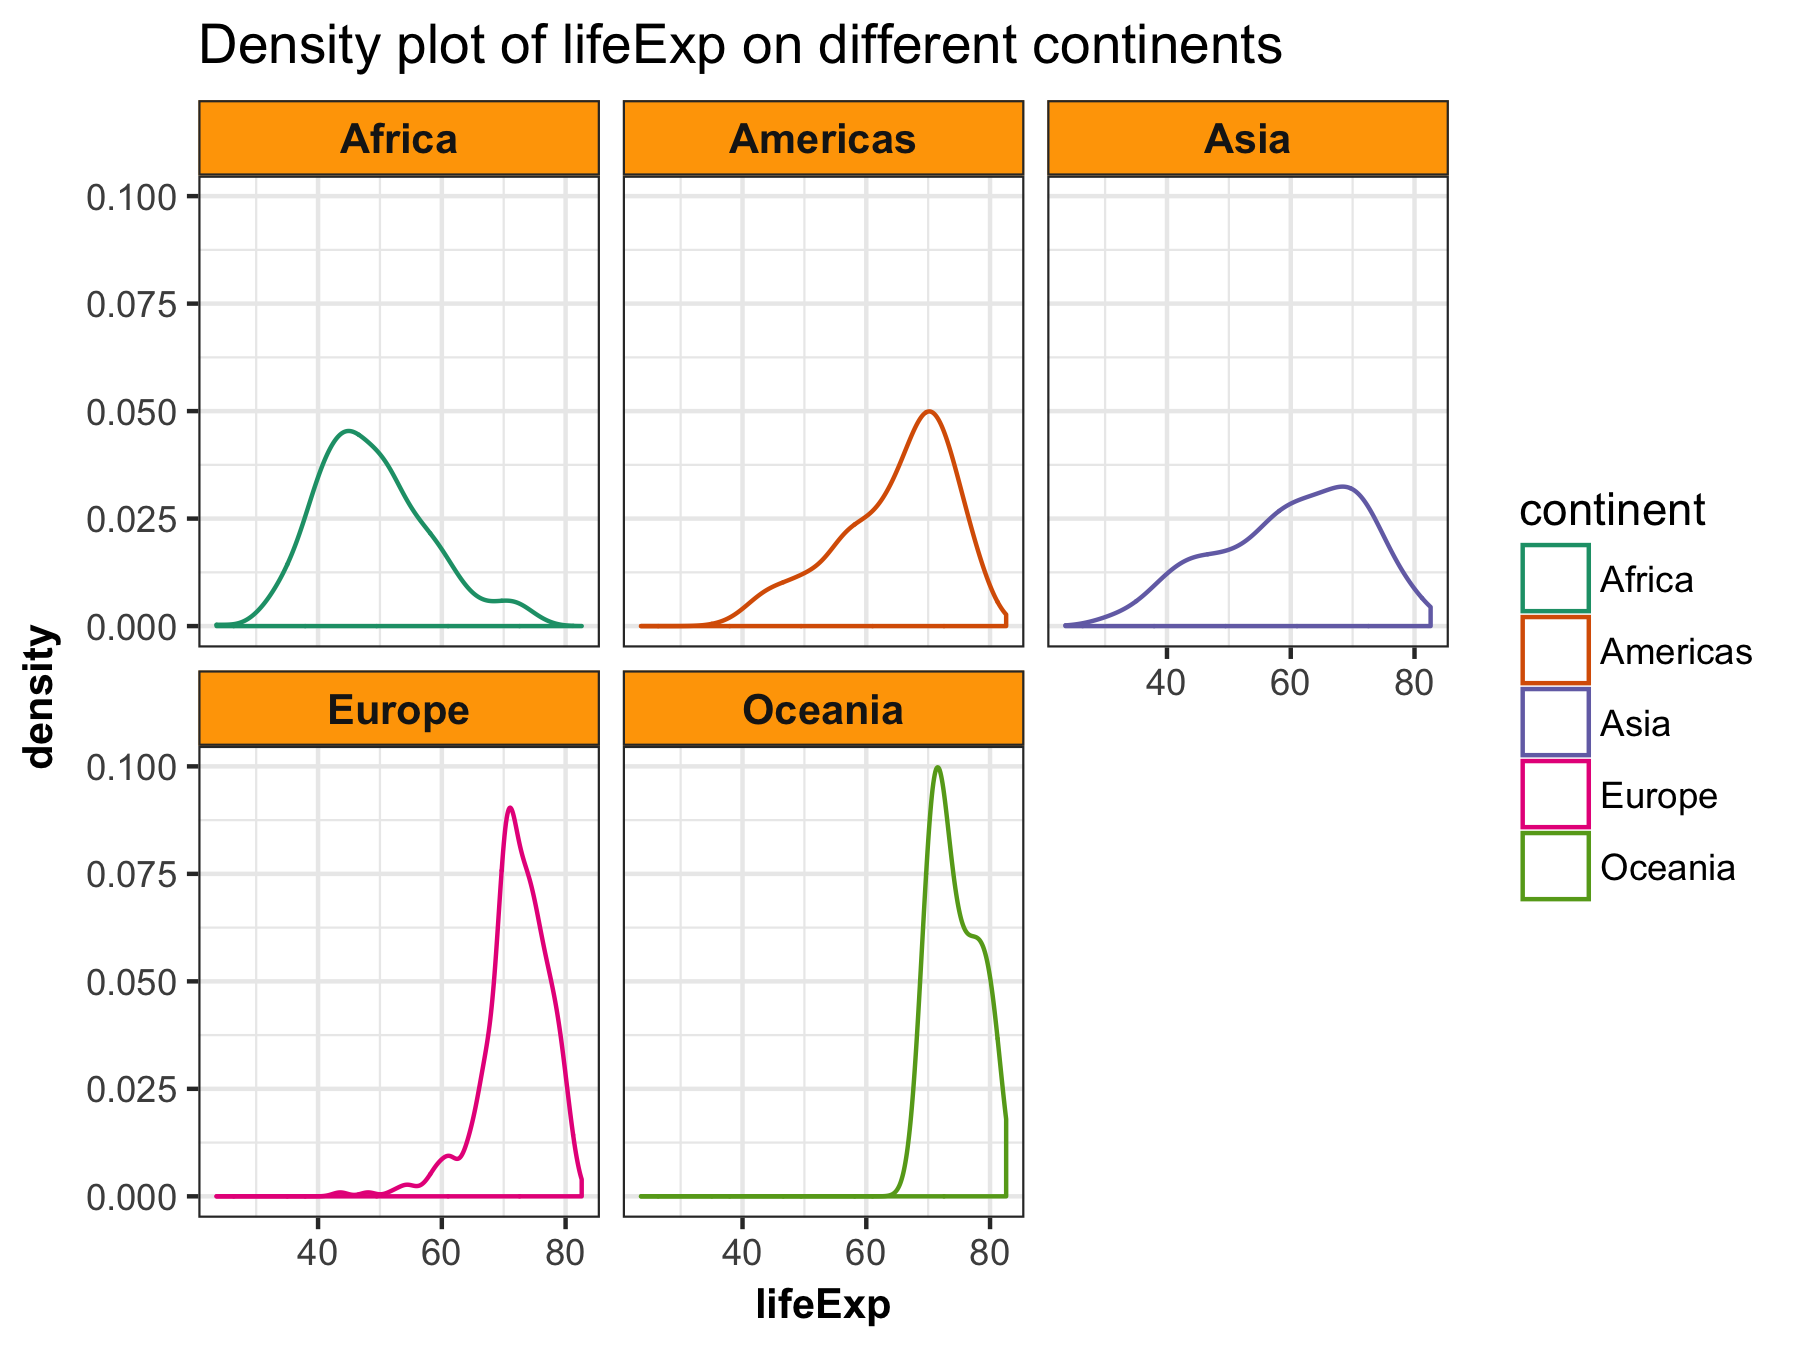 Density plot of lifeExp on different continents
Africa
Americas
Asia
0.100
0.075
0.050
0.025
0.000
40 60 80
Europe
Oceania
0.100
0.075
0.050
0.025
0.000
40 60 80
40 60 80
density
lifeExp
continent
Africa
Americas
Asia
Europe
Oceania